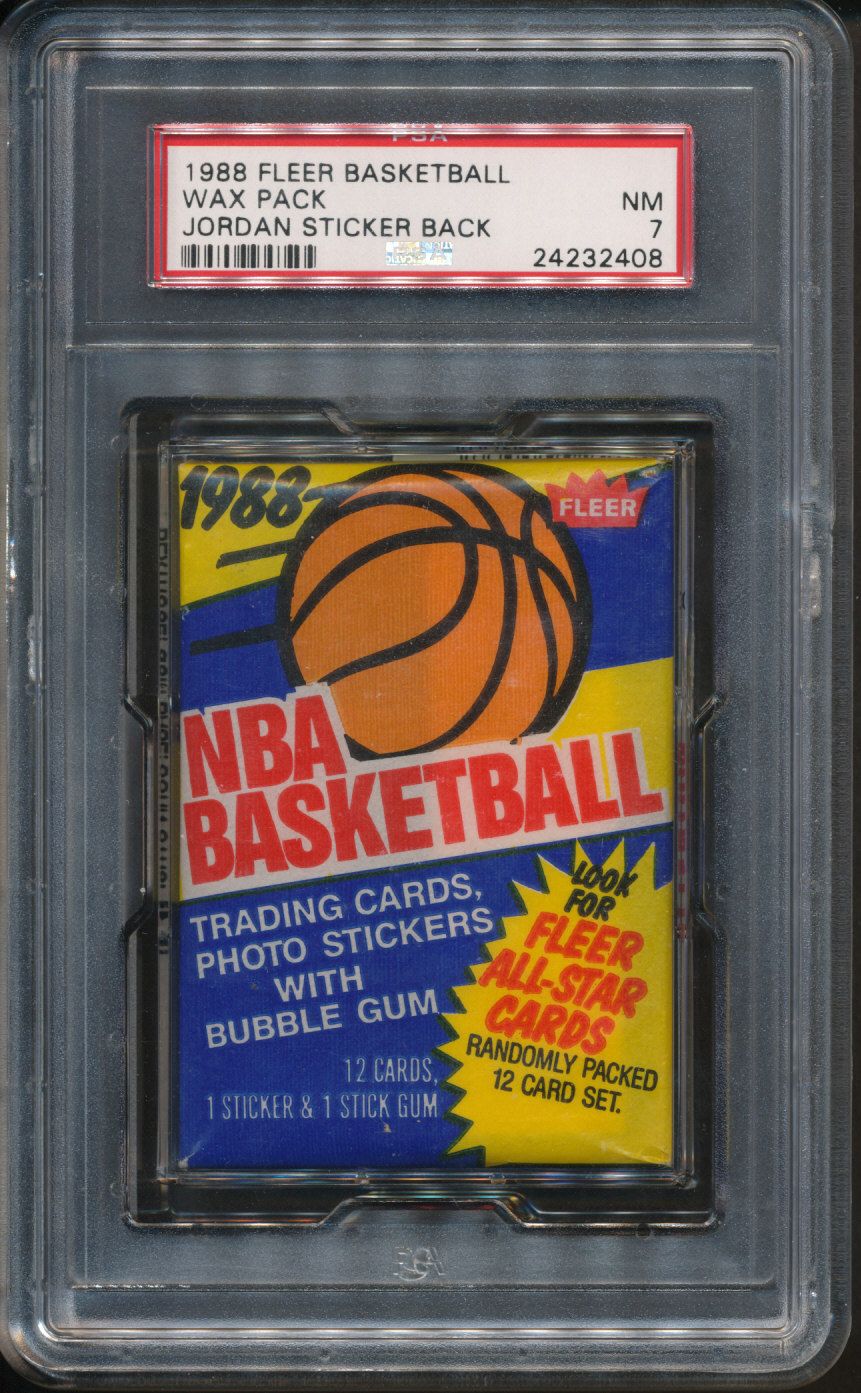 PSA
1988 FLEER BASKETBALL
WAX PACK NM
JORDAN STICKER BACK 7
24232408
1988
FLEER
NBA
BASKETBALL
TRADING CARDS,
PHOTO STICKERS
WITH
BUBBLE GUM
12 CARDS,
1 STICKER & 1 STICK GUM
LOOK
FOR
FLEER
ALL-STAR
CARDS
RANDOMLY PACKED
12 CARD SET.
PSA